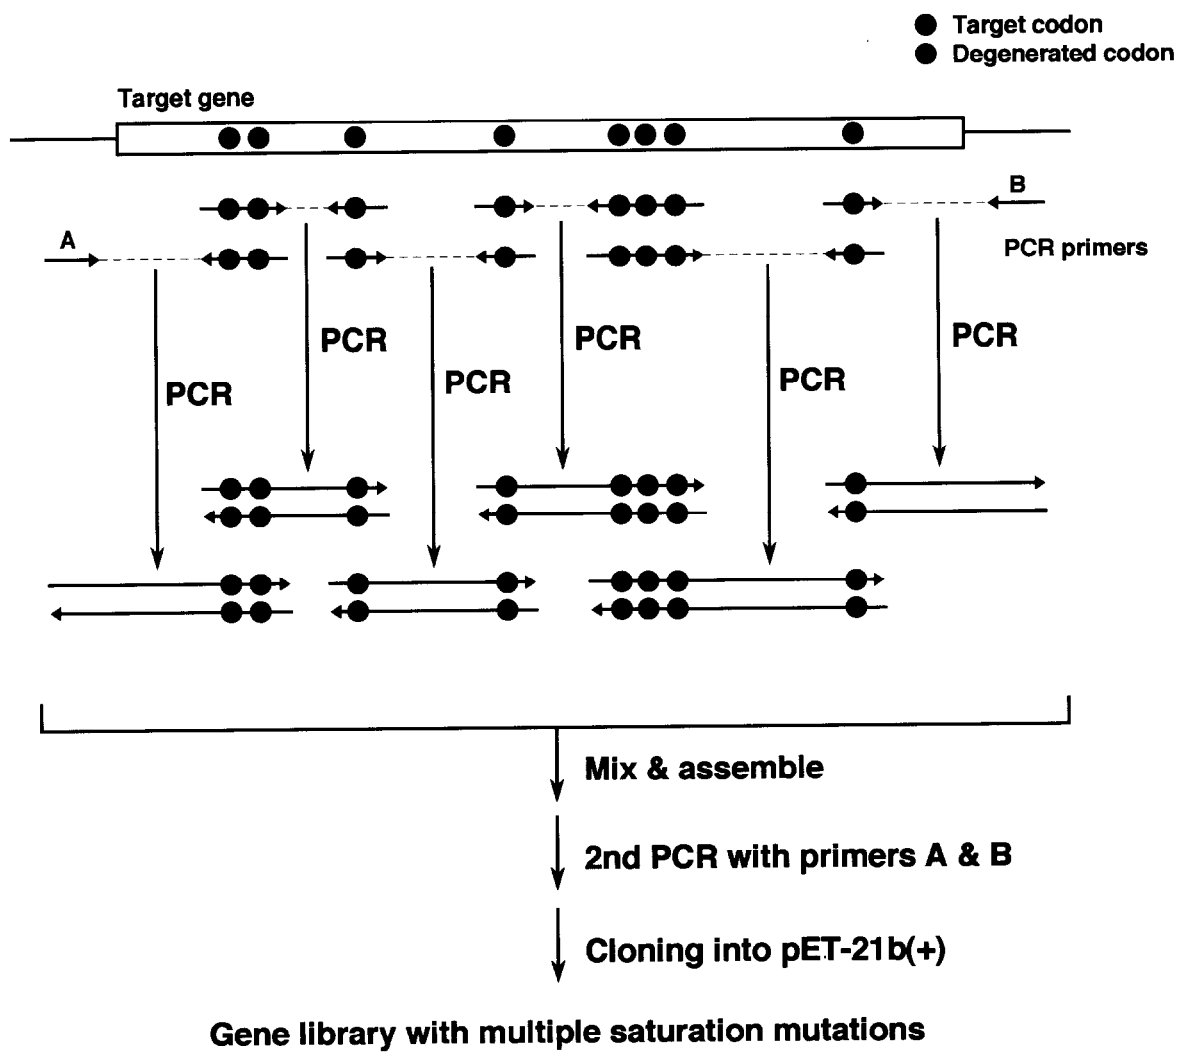 Target codon
Degenerated codon
Target gene
B
A
PCR primers
PCR
PCR
PCR
PCR
PCR
PCR
Mix & assemble
2nd PCR with primers A & B
Cloning into pET-21b(+)
Gene library with multiple saturation mutations